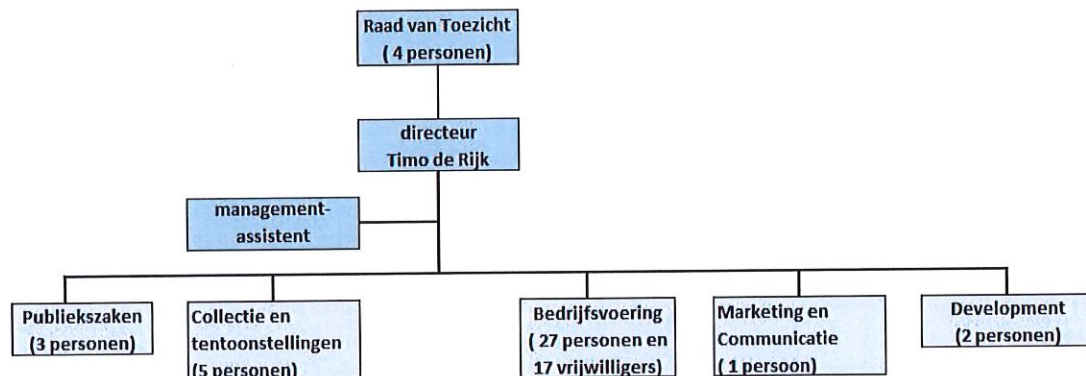 Raad van Toezicht
( 4 personen)
directeur
Timo de Rijk
management-
assistent
Publiekszaken
(3 personen)
Collectie en
tentoonstellingen
(5 personen)
Bedrijfsvoering
( 27 personen en
17 vrijwilligers)
Marketing en
Communicatie
( 1 persoon)
Development
(2 personen)